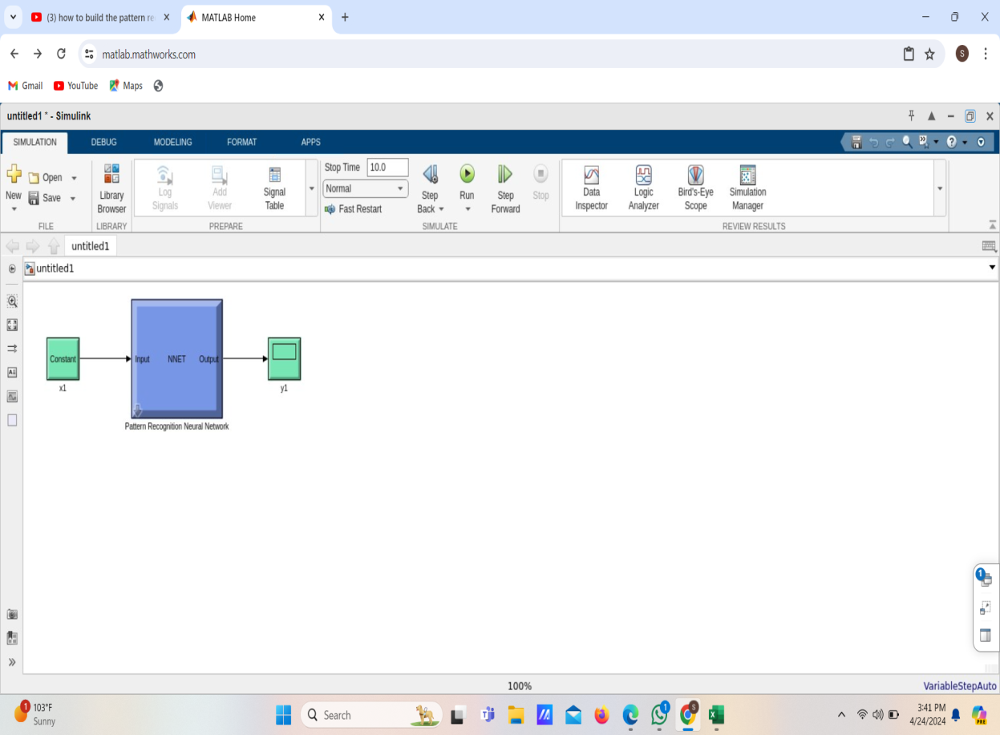 (3) how to build the pattern re
MATLAB Home
matlab.mathworks.com
S
Gmail YouTube Maps
untitled1 * - Simulink
SIMULATION DEBUG MODELING FORMAT APPS
New
Open
Save
FILE
Library
Browser
LIBRARY
Log
Signals
Add
Viewer
Signal
Table
PREPARE
Stop Time 10.0
Normal
Fast Restart
Step
Back
Run
Step
Forward
Stop
SIMULATE
Data
Inspector
Logic
Analyzer
Bird's-Eye
Scope
Simulation
Manager
REVIEW RESULTS
untitled1
untitled1
Constant
x1
Input NNET Output
Pattern Recognition Neural Network
y1
1
100%
VariableStepAuto
1
103°F
Sunny
Search
1
S
3:41 PM
4/24/2024
PRE